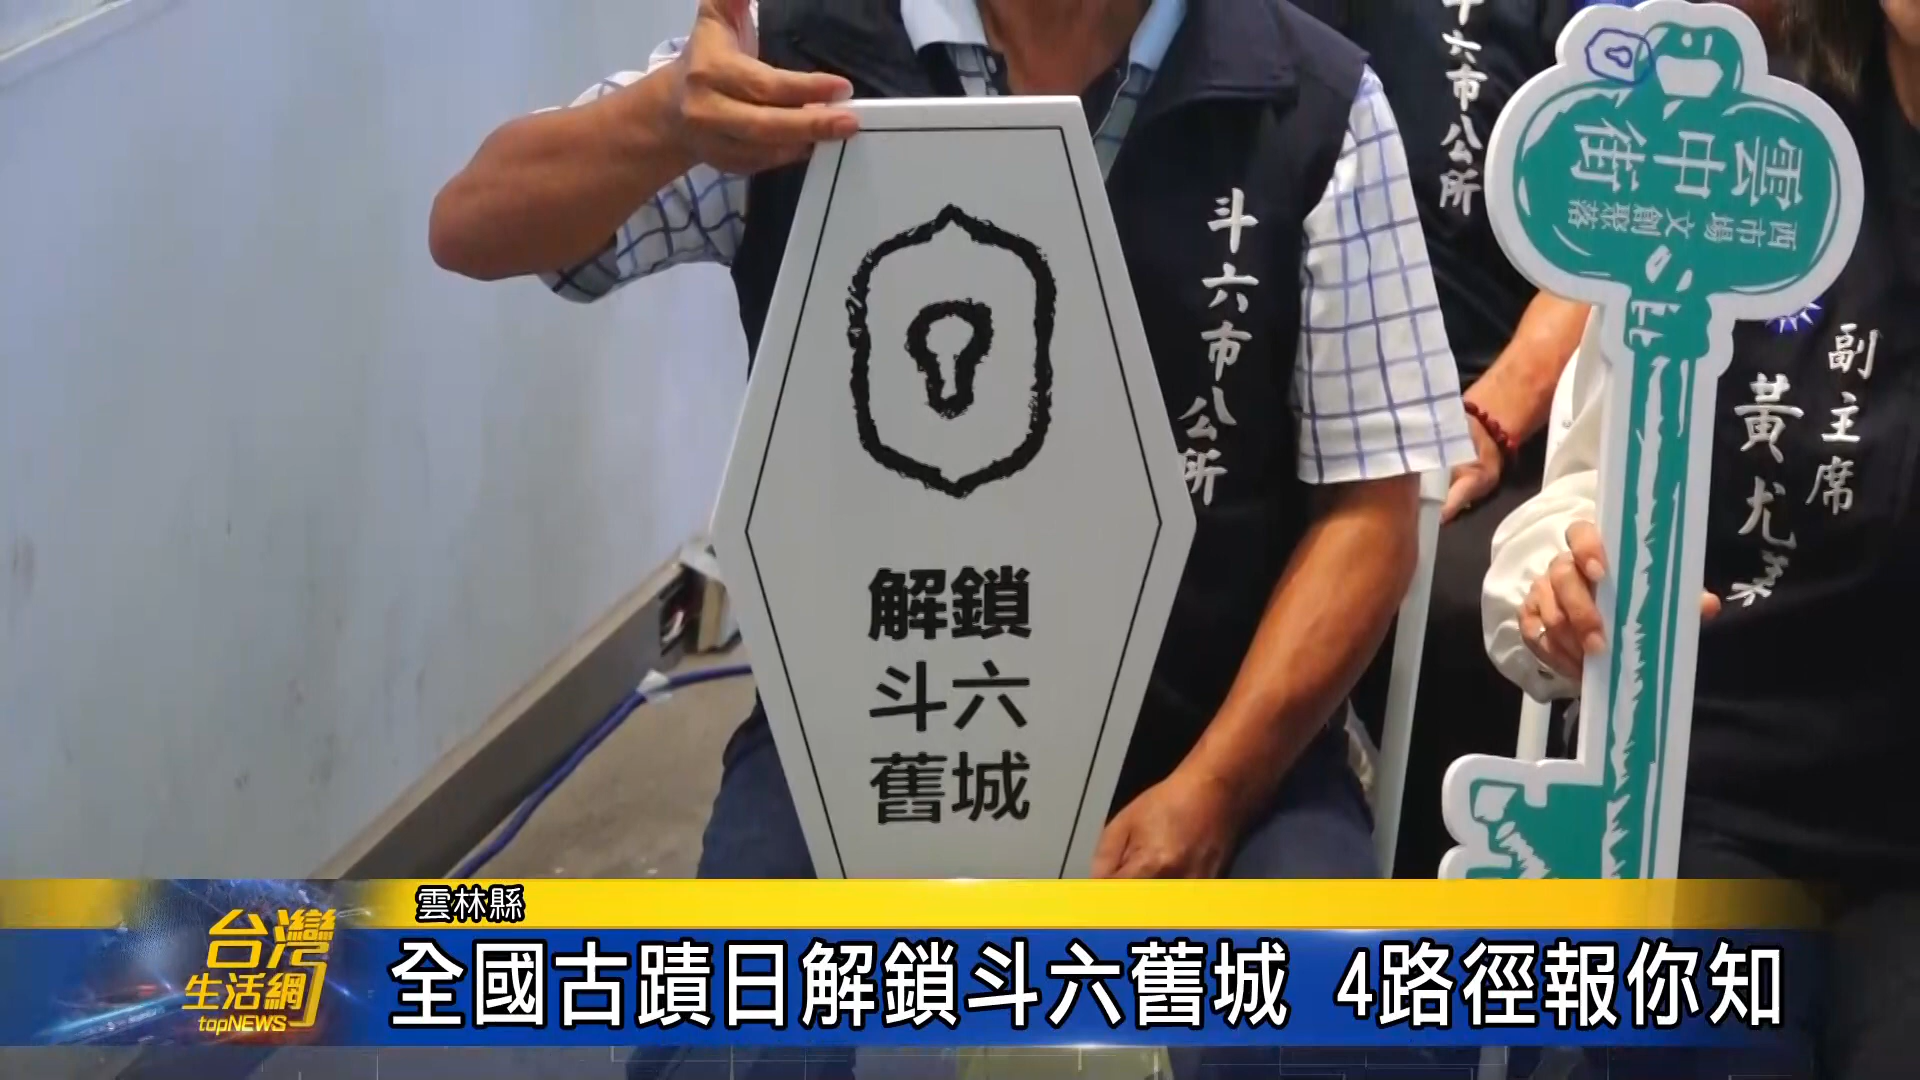 斗六市公所
斗六市公所
雲中街
西市場 文創聚落
副主席
黃尤
解鎖
斗六
舊城
雲林縣
台灣
生活網
topNEWS
全國古蹟日解鎖斗六舊城 4路徑報你知